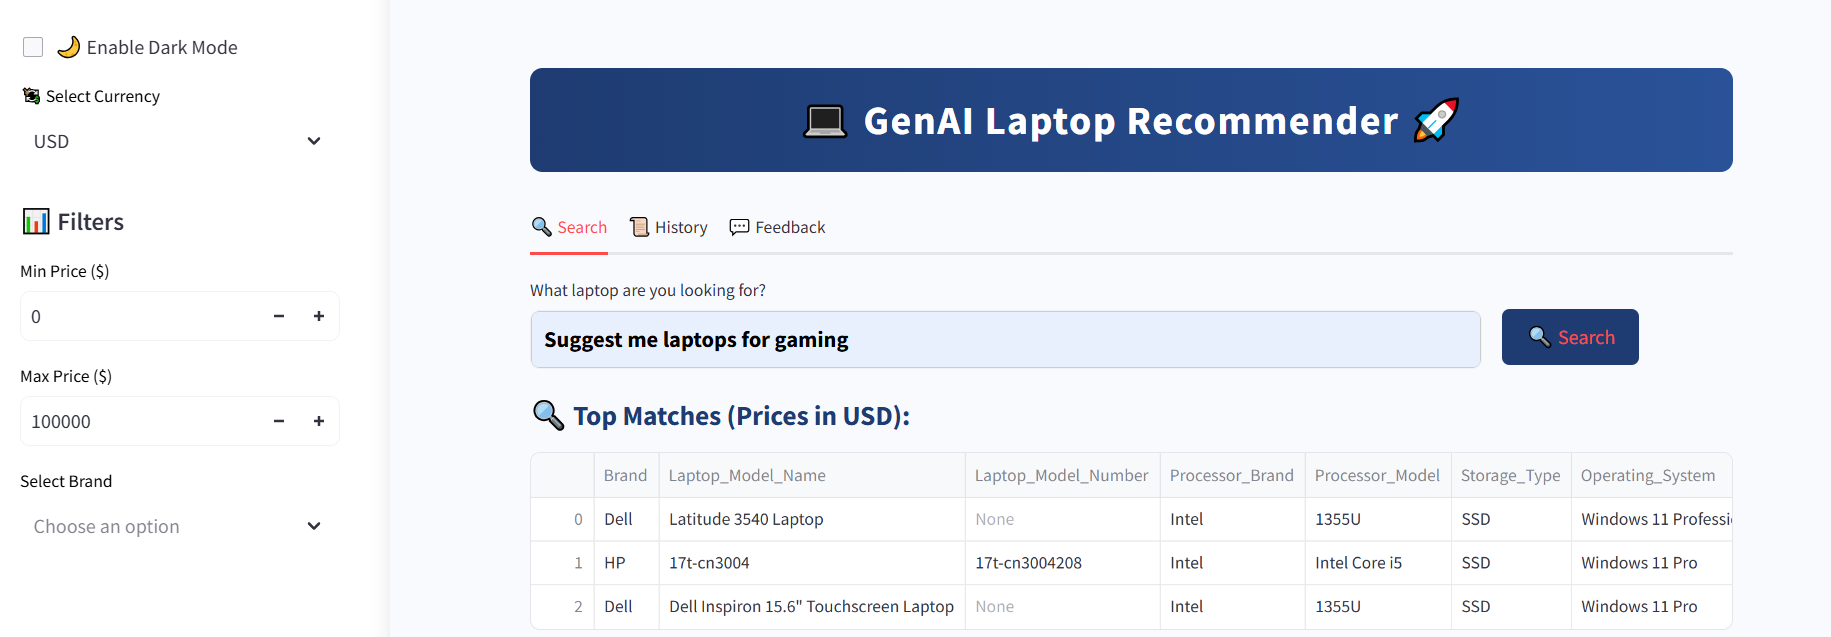 Enable Dark Mode
Select Currency
USD
Filters
Min Price ($)
0
Max Price ($)
100000
Select Brand
Choose an option
GenAI Laptop Recommender
Search History Feedback
What laptop are you looking for?
Suggest me laptops for gaming Search
Top Matches (Prices in USD):
Brand Laptop_Model_Name Laptop_Model_Number Processor_Brand Processor_Model Storage_Type Operating_System
0 Dell Latitude 3540 Laptop None Intel 1355U SSD Windows 11 Professi
1 HP 17t-cn3004 17t-cn3004208 Intel Intel Core i5 SSD Windows 11 Pro
2 Dell Dell Inspiron 15.6" Touchscreen Laptop None Intel 1355U SSD Windows 11 Pro